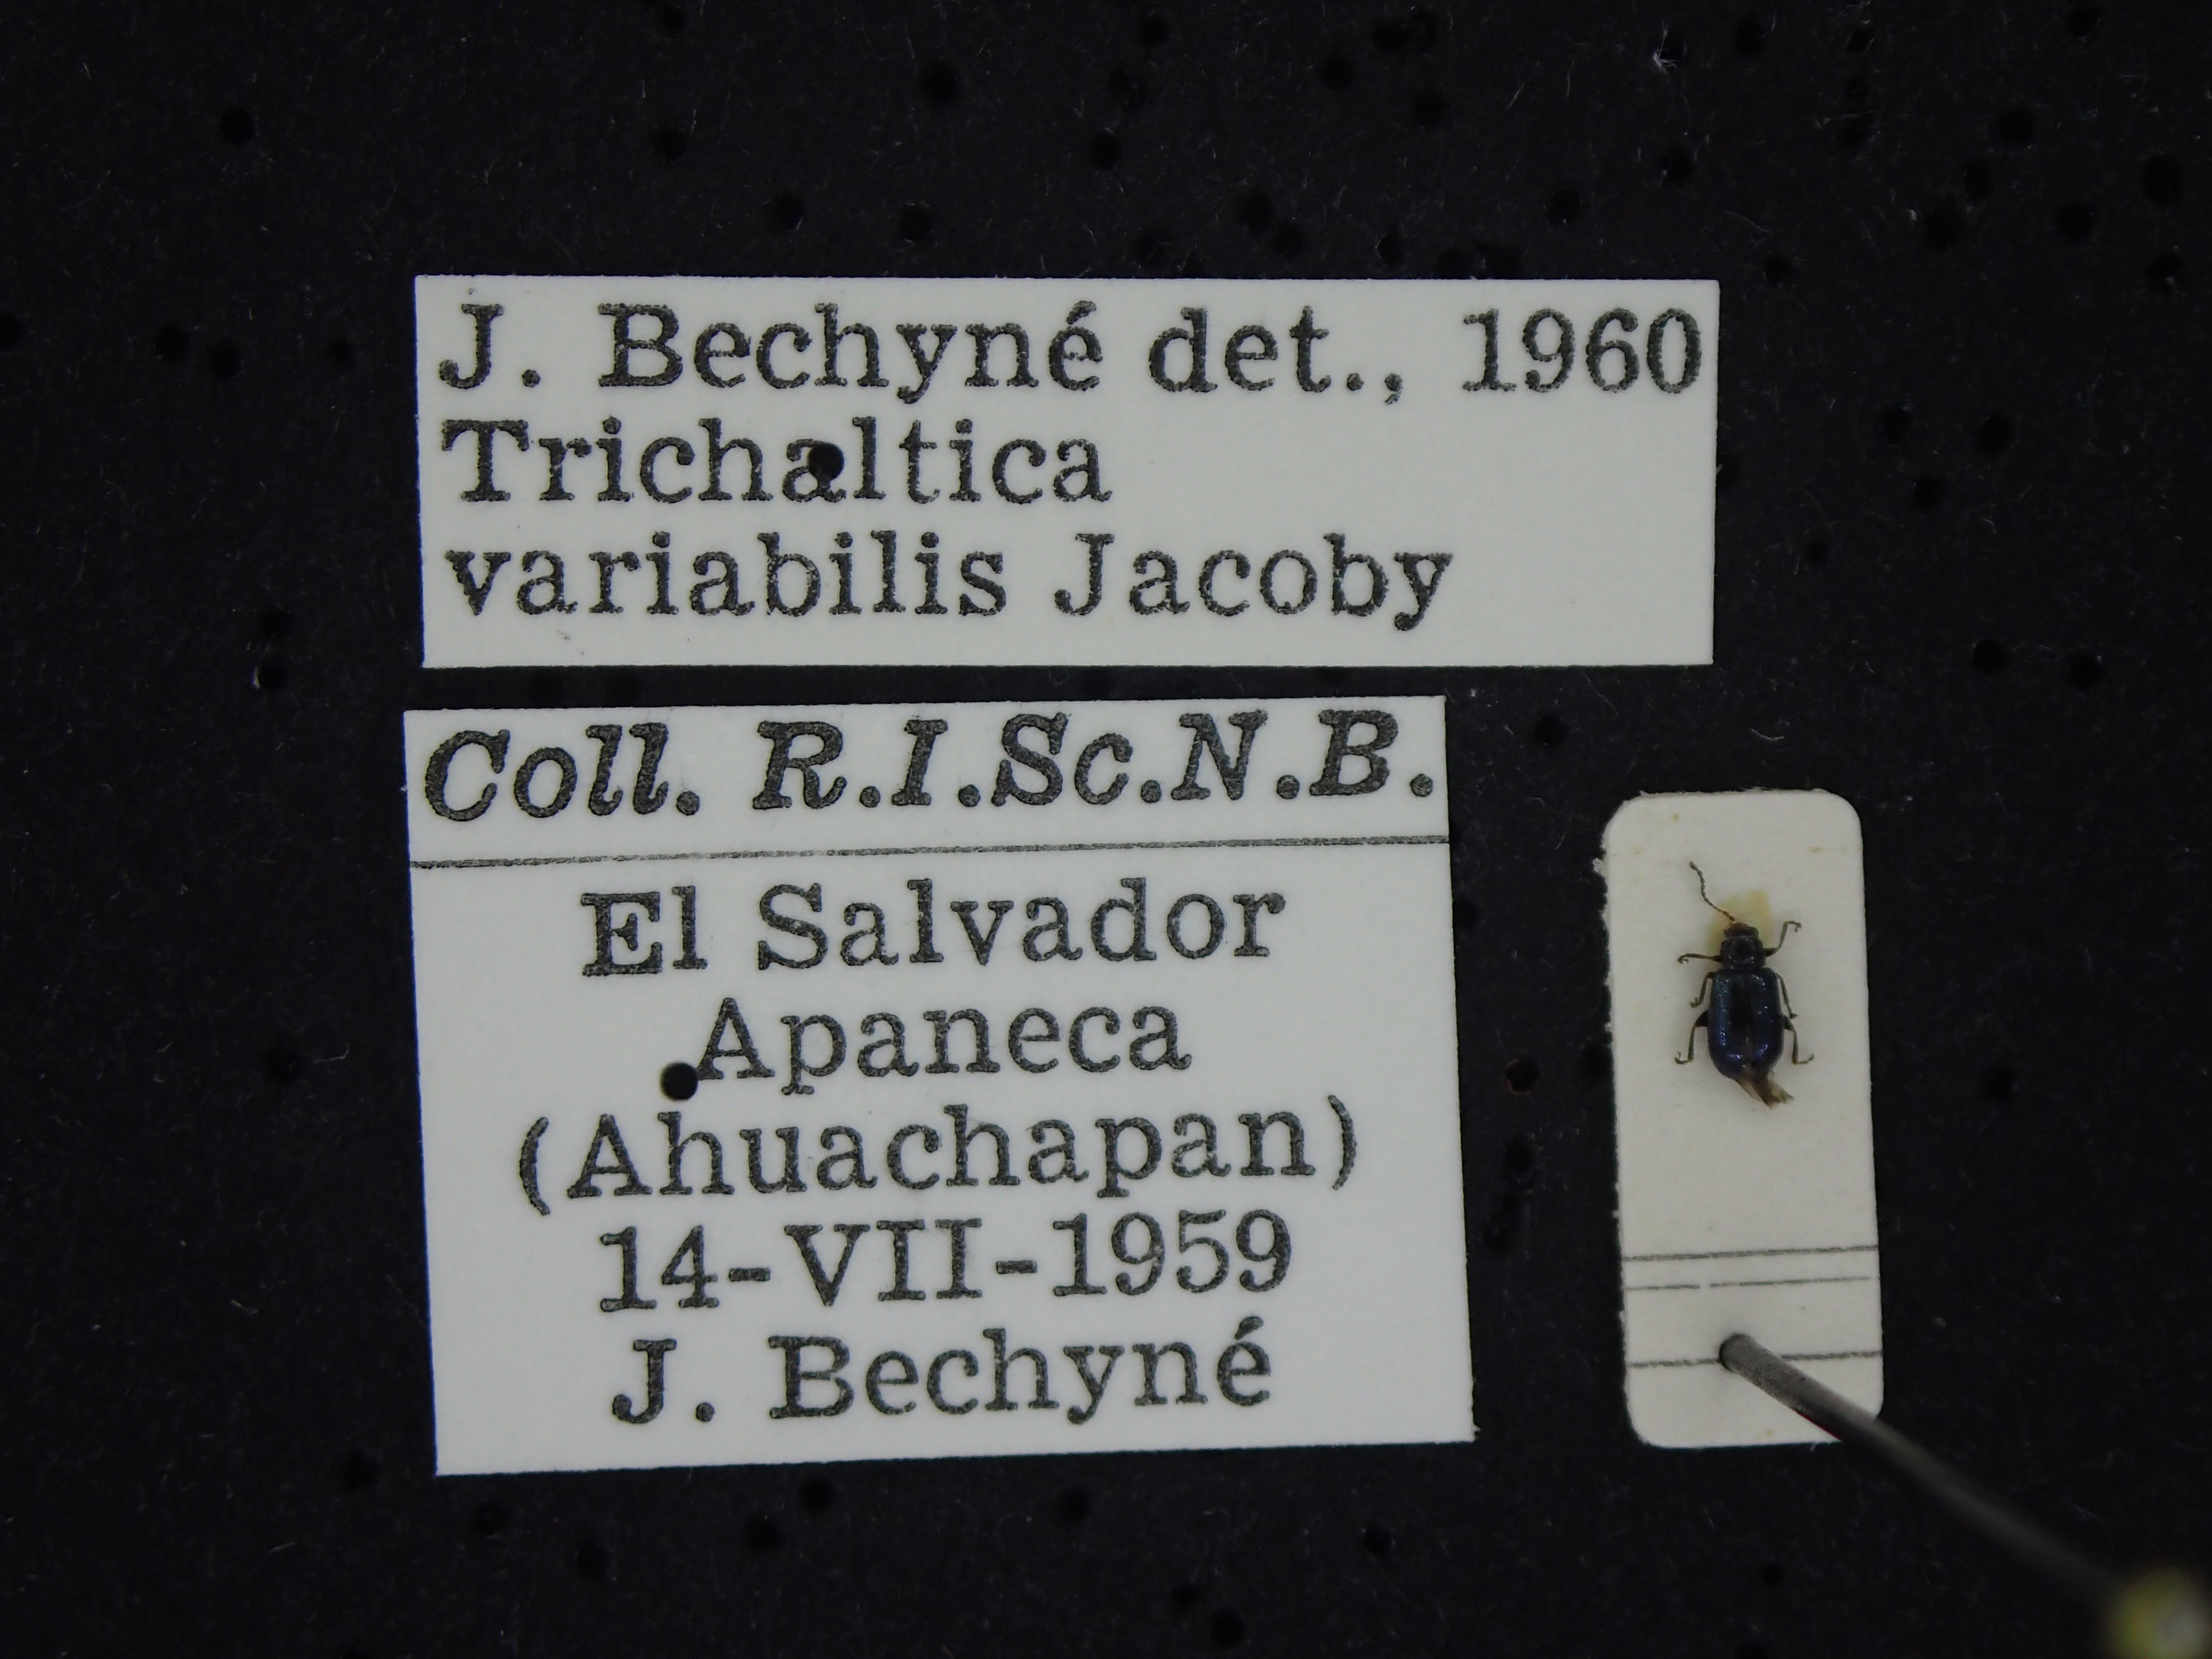 J. Bechyné det., 1960
Trichaltica
variabilis Jacoby
Coll. R.I.Sc.N.B.
El Salvador
Apaneca
(Ahuachapan)
14-VII-1959
J. Bechyné